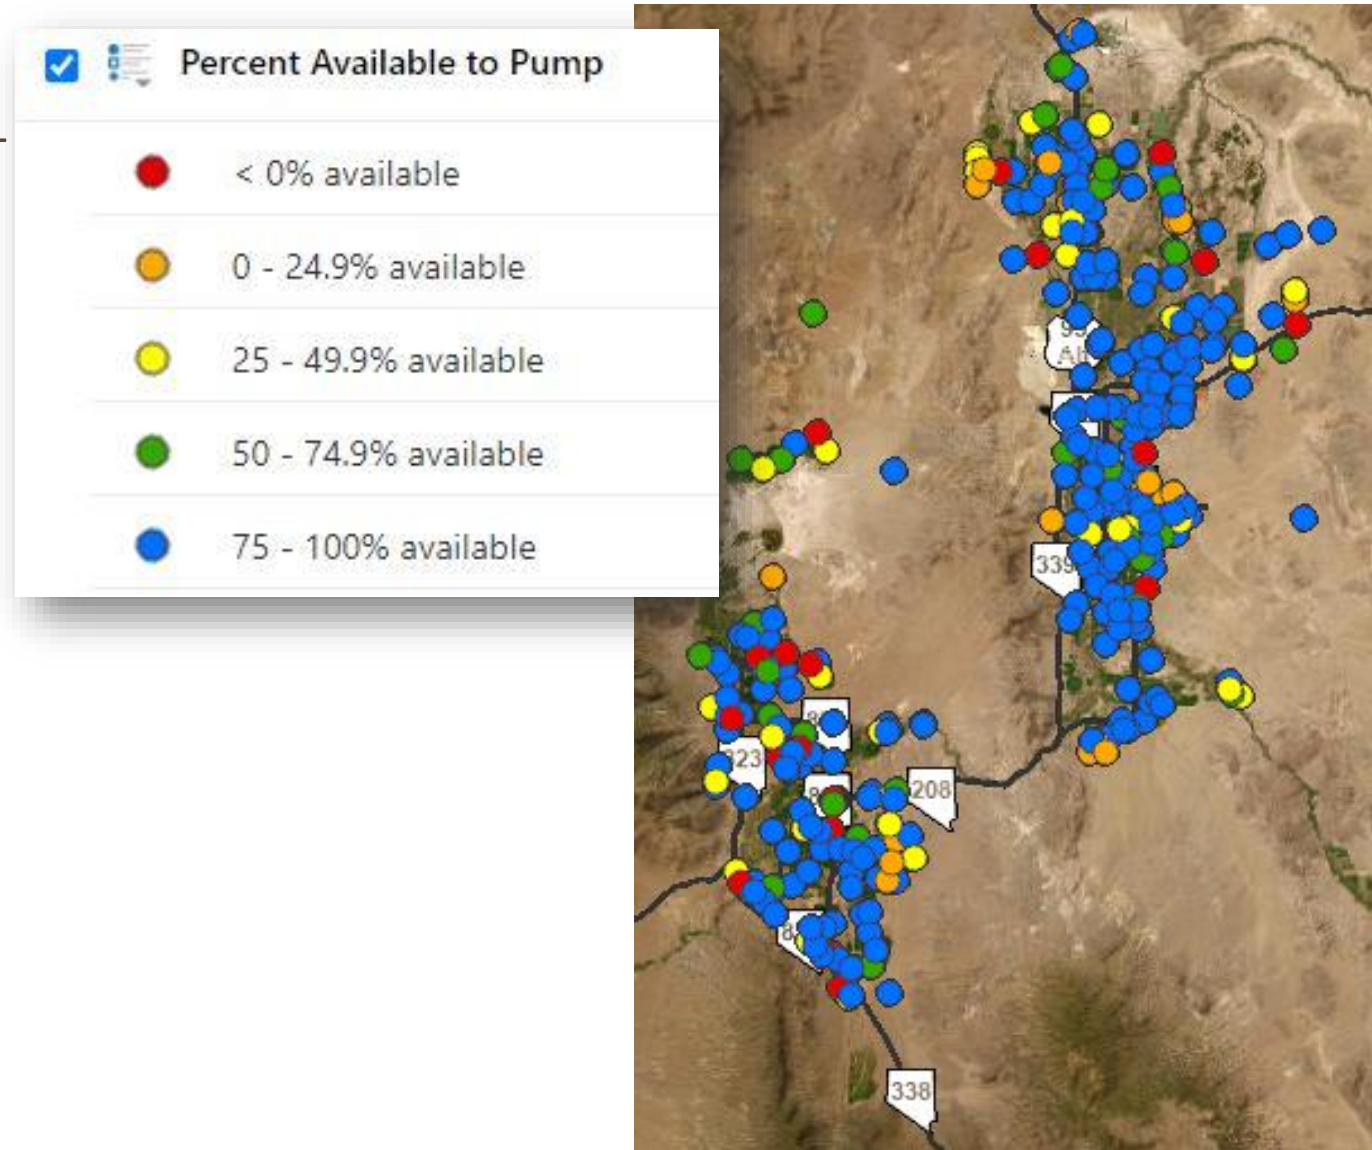 Percent Available to Pump
< 0% available
0 - 24.9% available
25 - 49.9% available
50 - 74.9% available
75 - 100% available
339
208
338